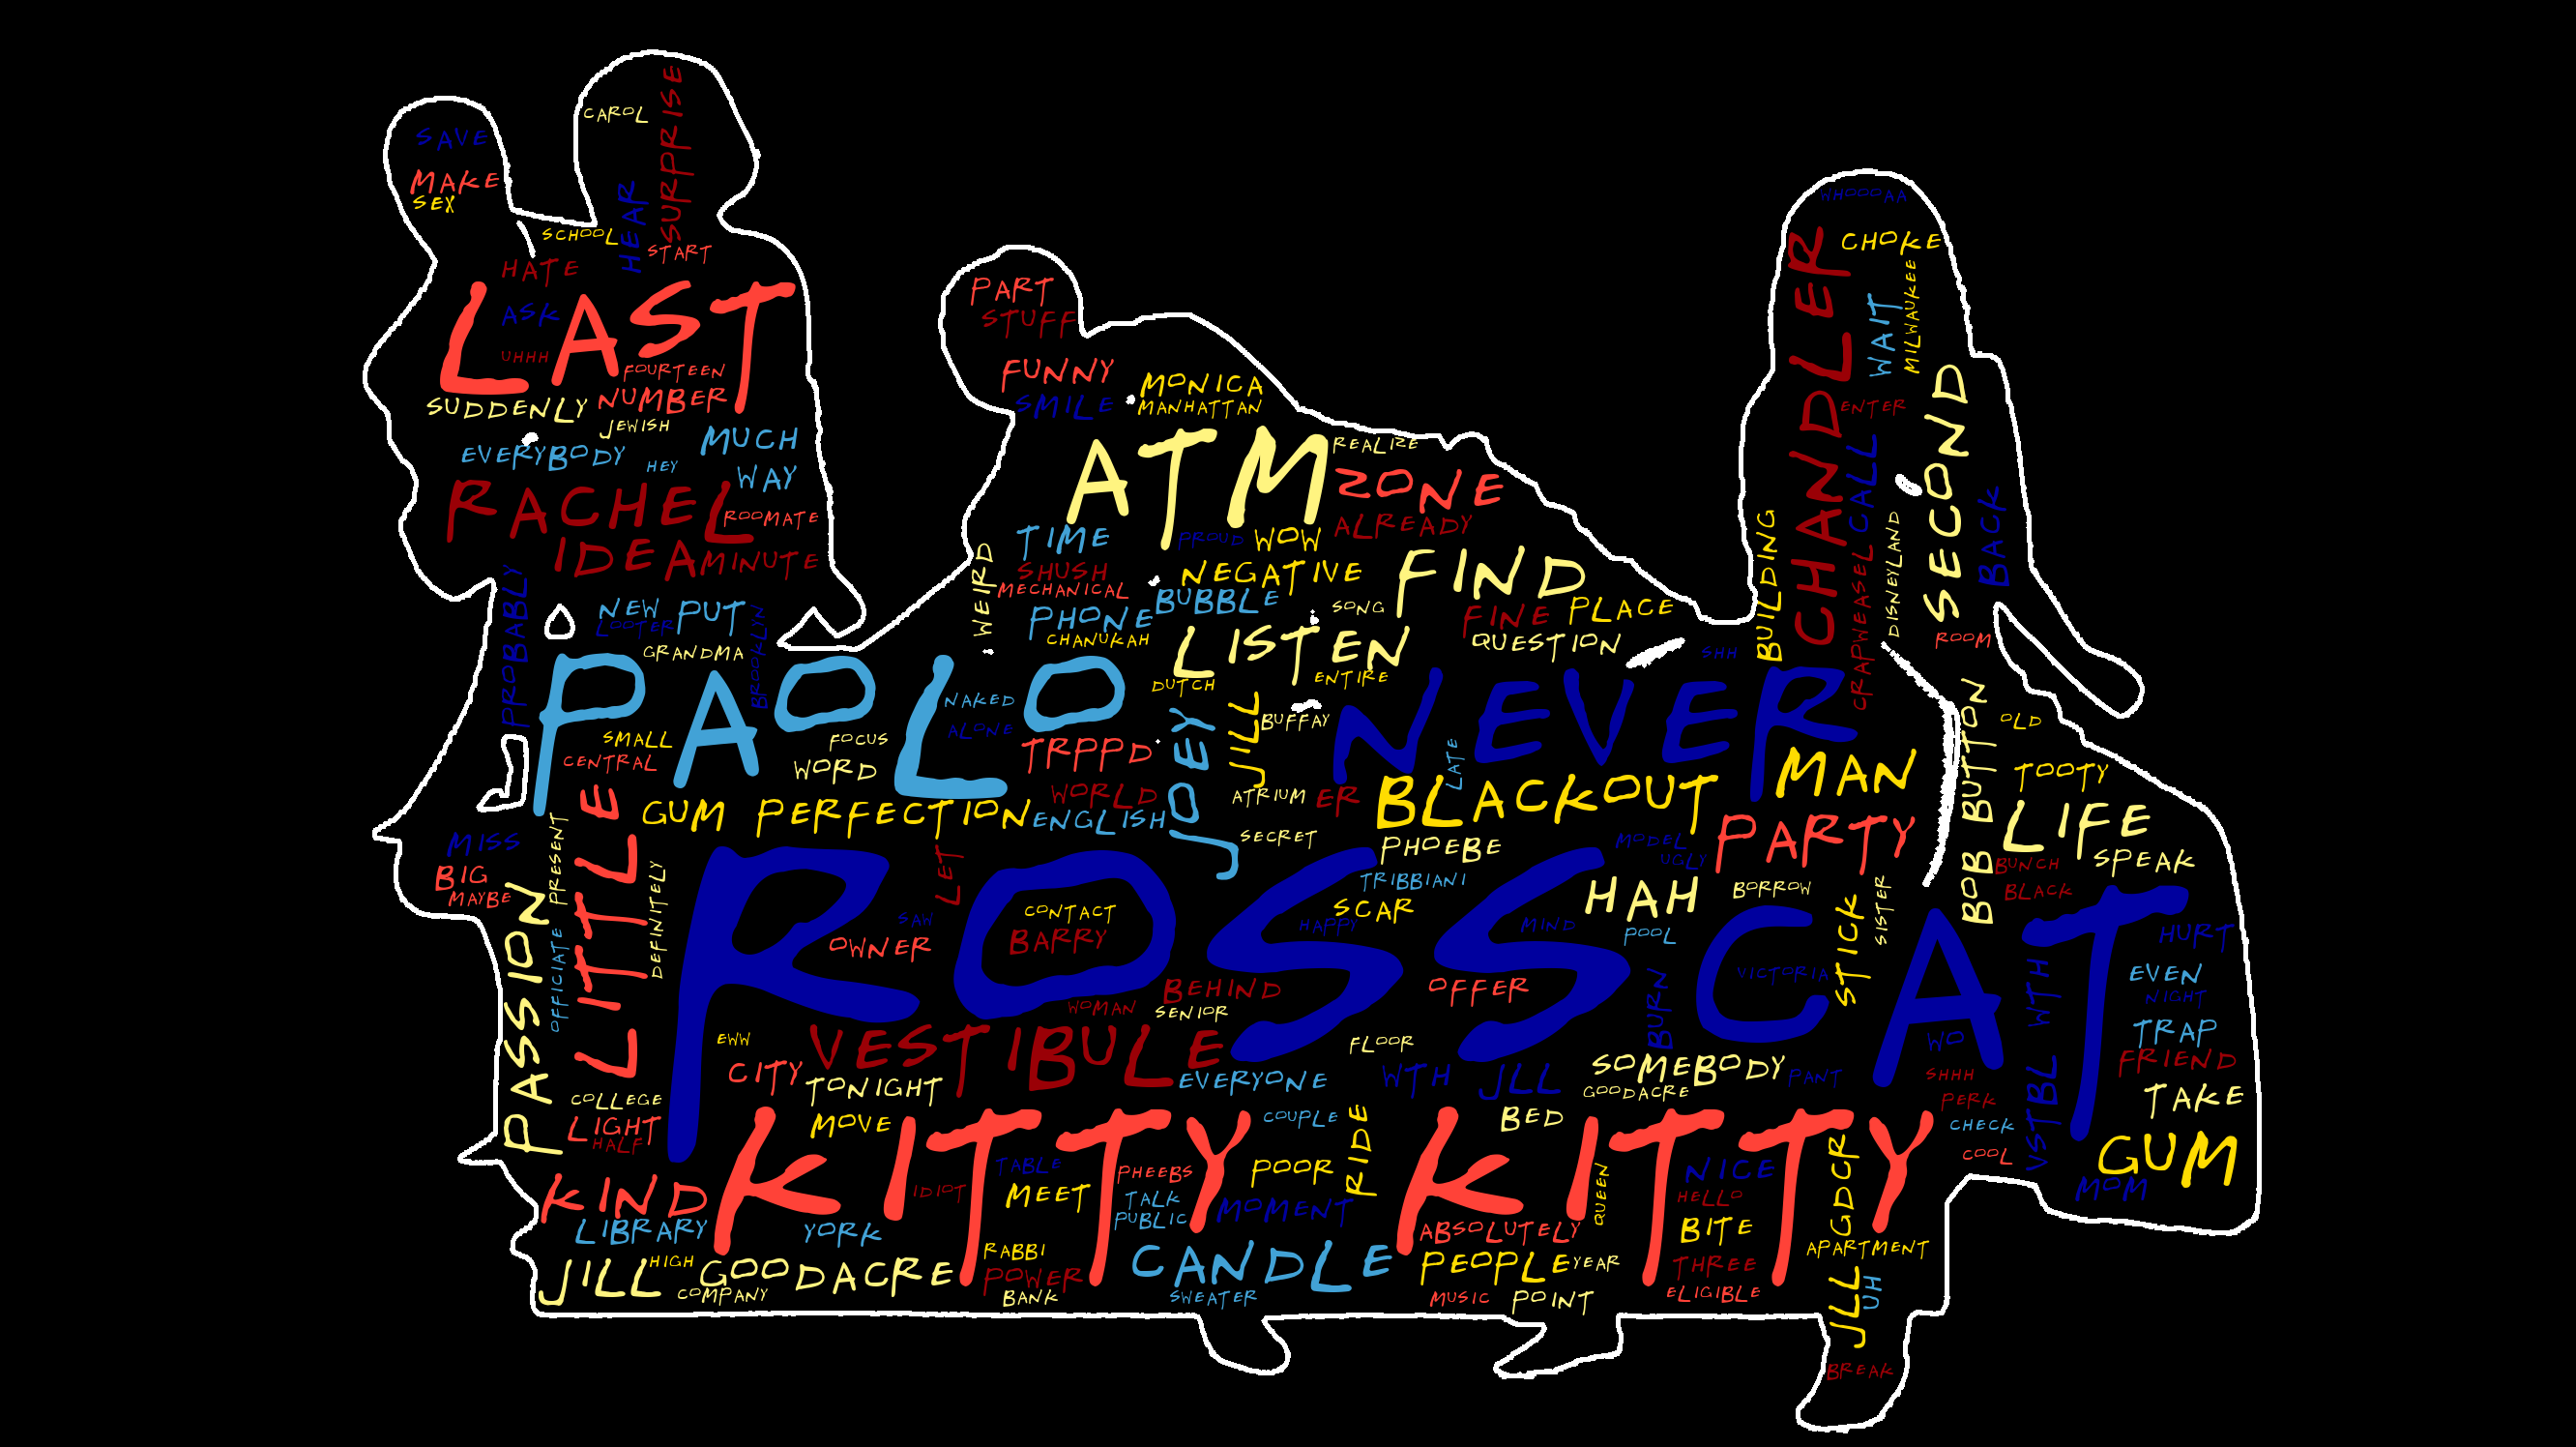 SAVE
MAKE
SEX
CAROL
SURPRISE
HEAR
SCHOOL
START
HATE
LAST
ASK
UHHH
FOURTEEN
NUMBER
SUDDENLY
JEWISH
MUCH
EVERYBODY
HEY
WAY
RACHEL
ROOMATE
IDEA
MINUTE
PROBABLY
NEW
PUT
LOOTER
BROOKLYN
GRANDMA
PART
STUFF
FUNNY
SMILE
MONICA
MANHATTAN
ATM
REALIZE
ZONE
ALREADY
TIME
PROUD
WOW
WEIRD
SHUSH
MECHANICAL
NEGATIVE
BUBBLE
PHONE
CHANUKAH
FIND
SONG
FINE
PLACE
QUESTION
LISTEN
ENTIRE
DUTCH
SHH
WHOOOAA
CHOKE
CHANDLER
WAIT
MILWAUKEE
ENTER
CALL
SECOND
BACK
BUILDING
CRAPWEASEL
DISNEYLAND
ROOM
PAOLO
NAKED
ALONE
SMALL
CENTRAL
FOCUS
WORD
TRPPD
WORLD
JOEY
JILL
BUFFAY
NEVER
LATE
MAN
BOB BUTTON
OLD
TOOTY
LIFE
SPEAK
GUM PERFECTION
ENGLISH
ATRIUM
ER
BLACKOUT
SECRET
PHOEBE
MODEL
UGLY
PARTY
BUNCH
BLACK
MISS
BIG
MAYBE
PRESENT
LITTLE
DEFINITELY
PASSION
OFFICIATE
LET
ROSS
CAT
CONTACT
BARRY
SAW
OWNER
TRIBBIANI
SCAR
HAPPY
MIND
HAH
POOL
BORROW
STICK
SISTER
VICTORIA
HURT
EVEN
NIGHT
TRAP
FRIEND
TAKE
GUM
MOM
BEHIND
WOMAN
SENIOR
OFFER
BURN
WO
VSTBL WTH
EWW
CITY
VESTIBULE
TONIGHT
EVERYONE
FLOOR
WTH JLL
SOMEBODY
GOODACRE
PANT
SHHH
PERK
CHECK
COOL
COLLEGE
LIGHT
HALF
MOVE
COUPLE
BED
KITTY
KITTY
KIND
LIBRARY
YORK
IDIOT
TABLE
MEET
PHEEBS
TALK
PUBLIC
POOR
MOMENT
RIDE
QUEEN
NICE
HELLO
BITE
THREE
ELIGIBLE
JLL GDCR
APARTMENT
UH
JILL GOODACRE
HIGH
COMPANY
RABBI
POWER
BANK
CANDLE
SWEATER
ABSOLUTELY
PEOPLE
YEAR
MUSIC
POINT
BREAK